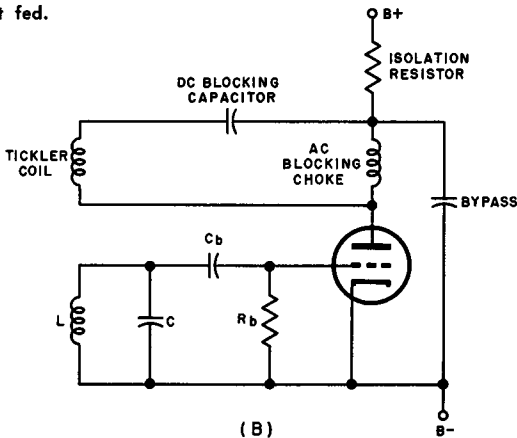 t fed.
B+
ISOLATION
RESISTOR
DC BLOCKING
CAPACITOR
TICKLER
COIL
AC
BLOCKING
CHOKE
BYPASS
Cb
L
C
Rb
(B)
B-